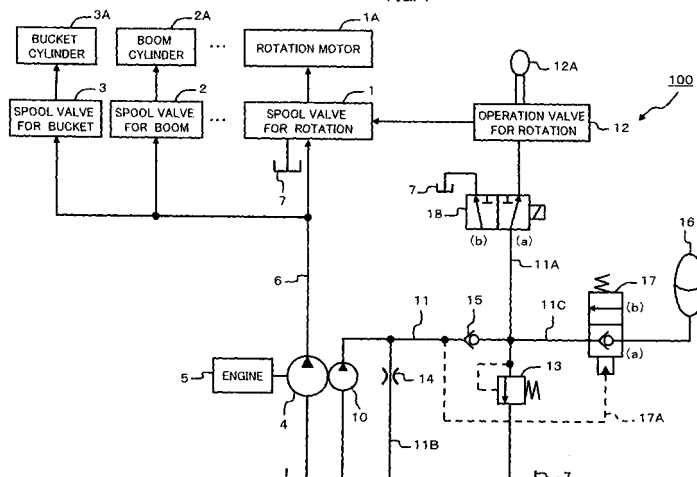 3A
2A
1A
BUCKET
CYLINDER
BOOM
CYLINDER
...
ROTATION MOTOR
12A
100
3
2
1
SPOOL VALVE
FOR BUCKET
SPOOL VALVE
FOR BOOM
...
SPOOL VALVE
FOR ROTATION
OPERATION VALVE
FOR ROTATION
12
7
7
18
(b)
(a)
16
17
11A
6
11
15
11C
(b)
(a)
5
ENGINE
4
10
14
13
17A
11B
7